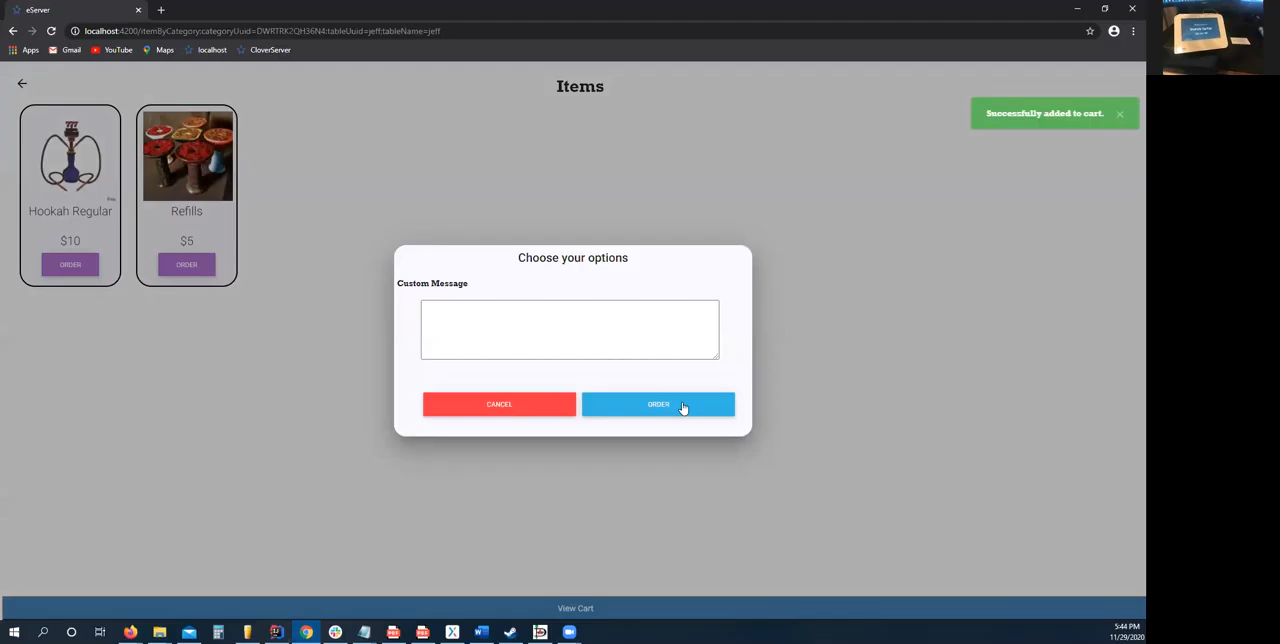 eServer
localhost:4200/itemByCategory;categoryUuid=DWRTRK2QH36N4;tableUuid=jeff;tableName=jeff
Apps Gmail YouTube Maps localhost CloverServer
Items
Successfully added to cart. ×
Hookah Regular
$10
ORDER
Refills
$5
ORDER
Choose your options
Custom Message
CANCEL
ORDER
View Cart
5:44 PM
11/29/2020